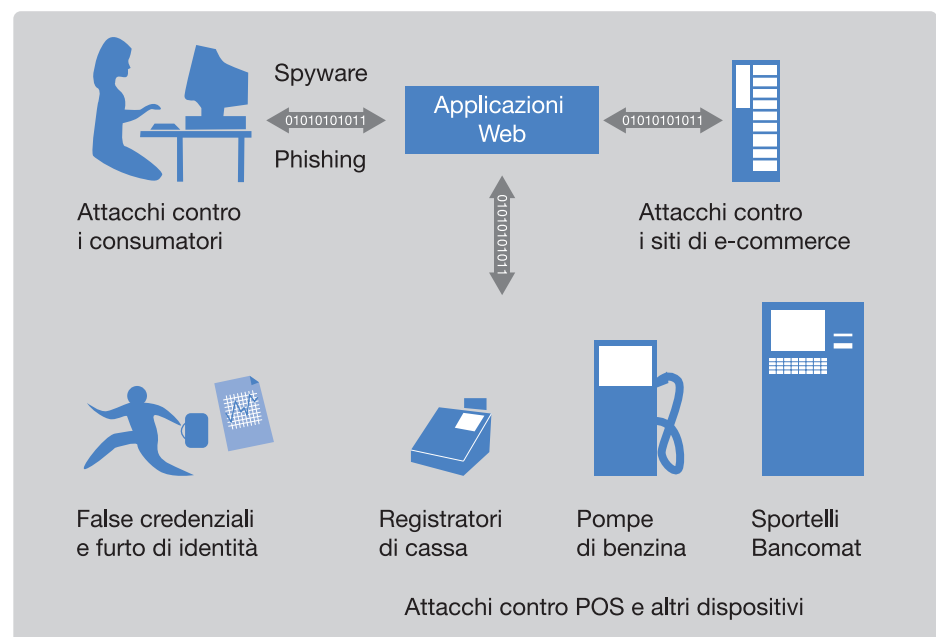 Spyware
01010101011
Phishing
Applicazioni
Web
01010101011
Attacchi contro
i consumatori
01010101011
Attacchi contro
i siti di e-commerce
False credenziali
e furto di identità
Registratori
di cassa
Pompe
di benzina
Sportelli
Bancomat
Attacchi contro POS e altri dispositivi